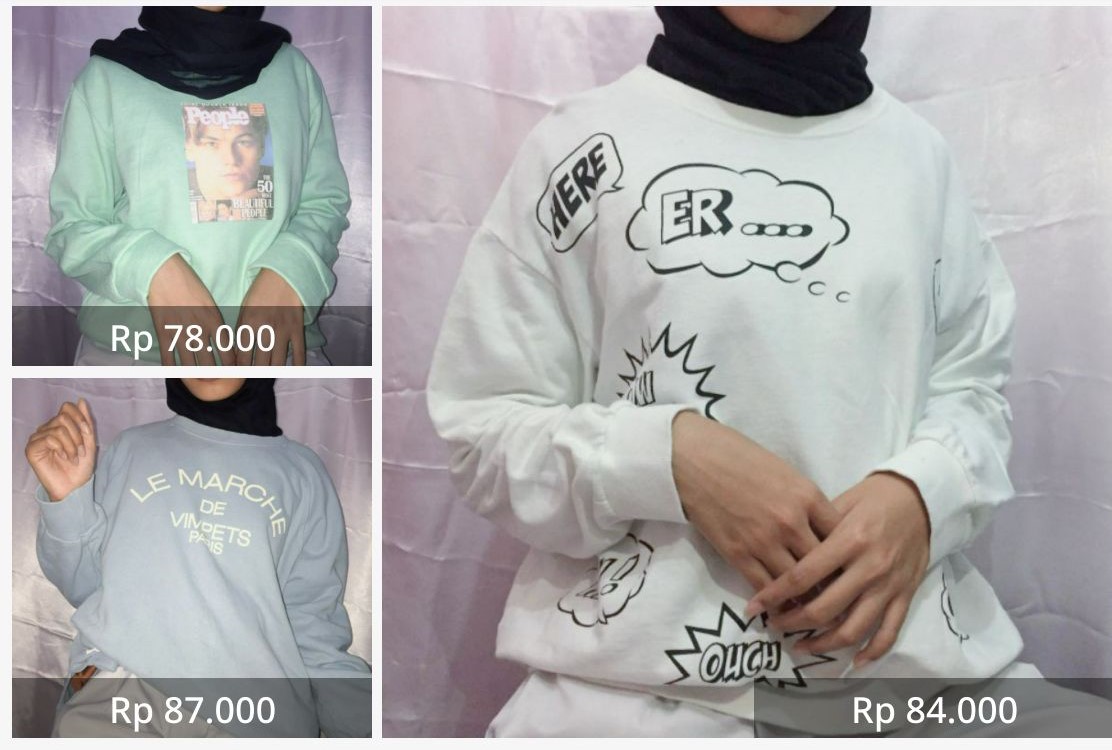 People
50
BEAUTIFUL
PEOPLE
Rp 78.000
LE MARCHE
DE
PARIS
Rp 87.000
HERE
ER....
OUCH
Rp 84.000